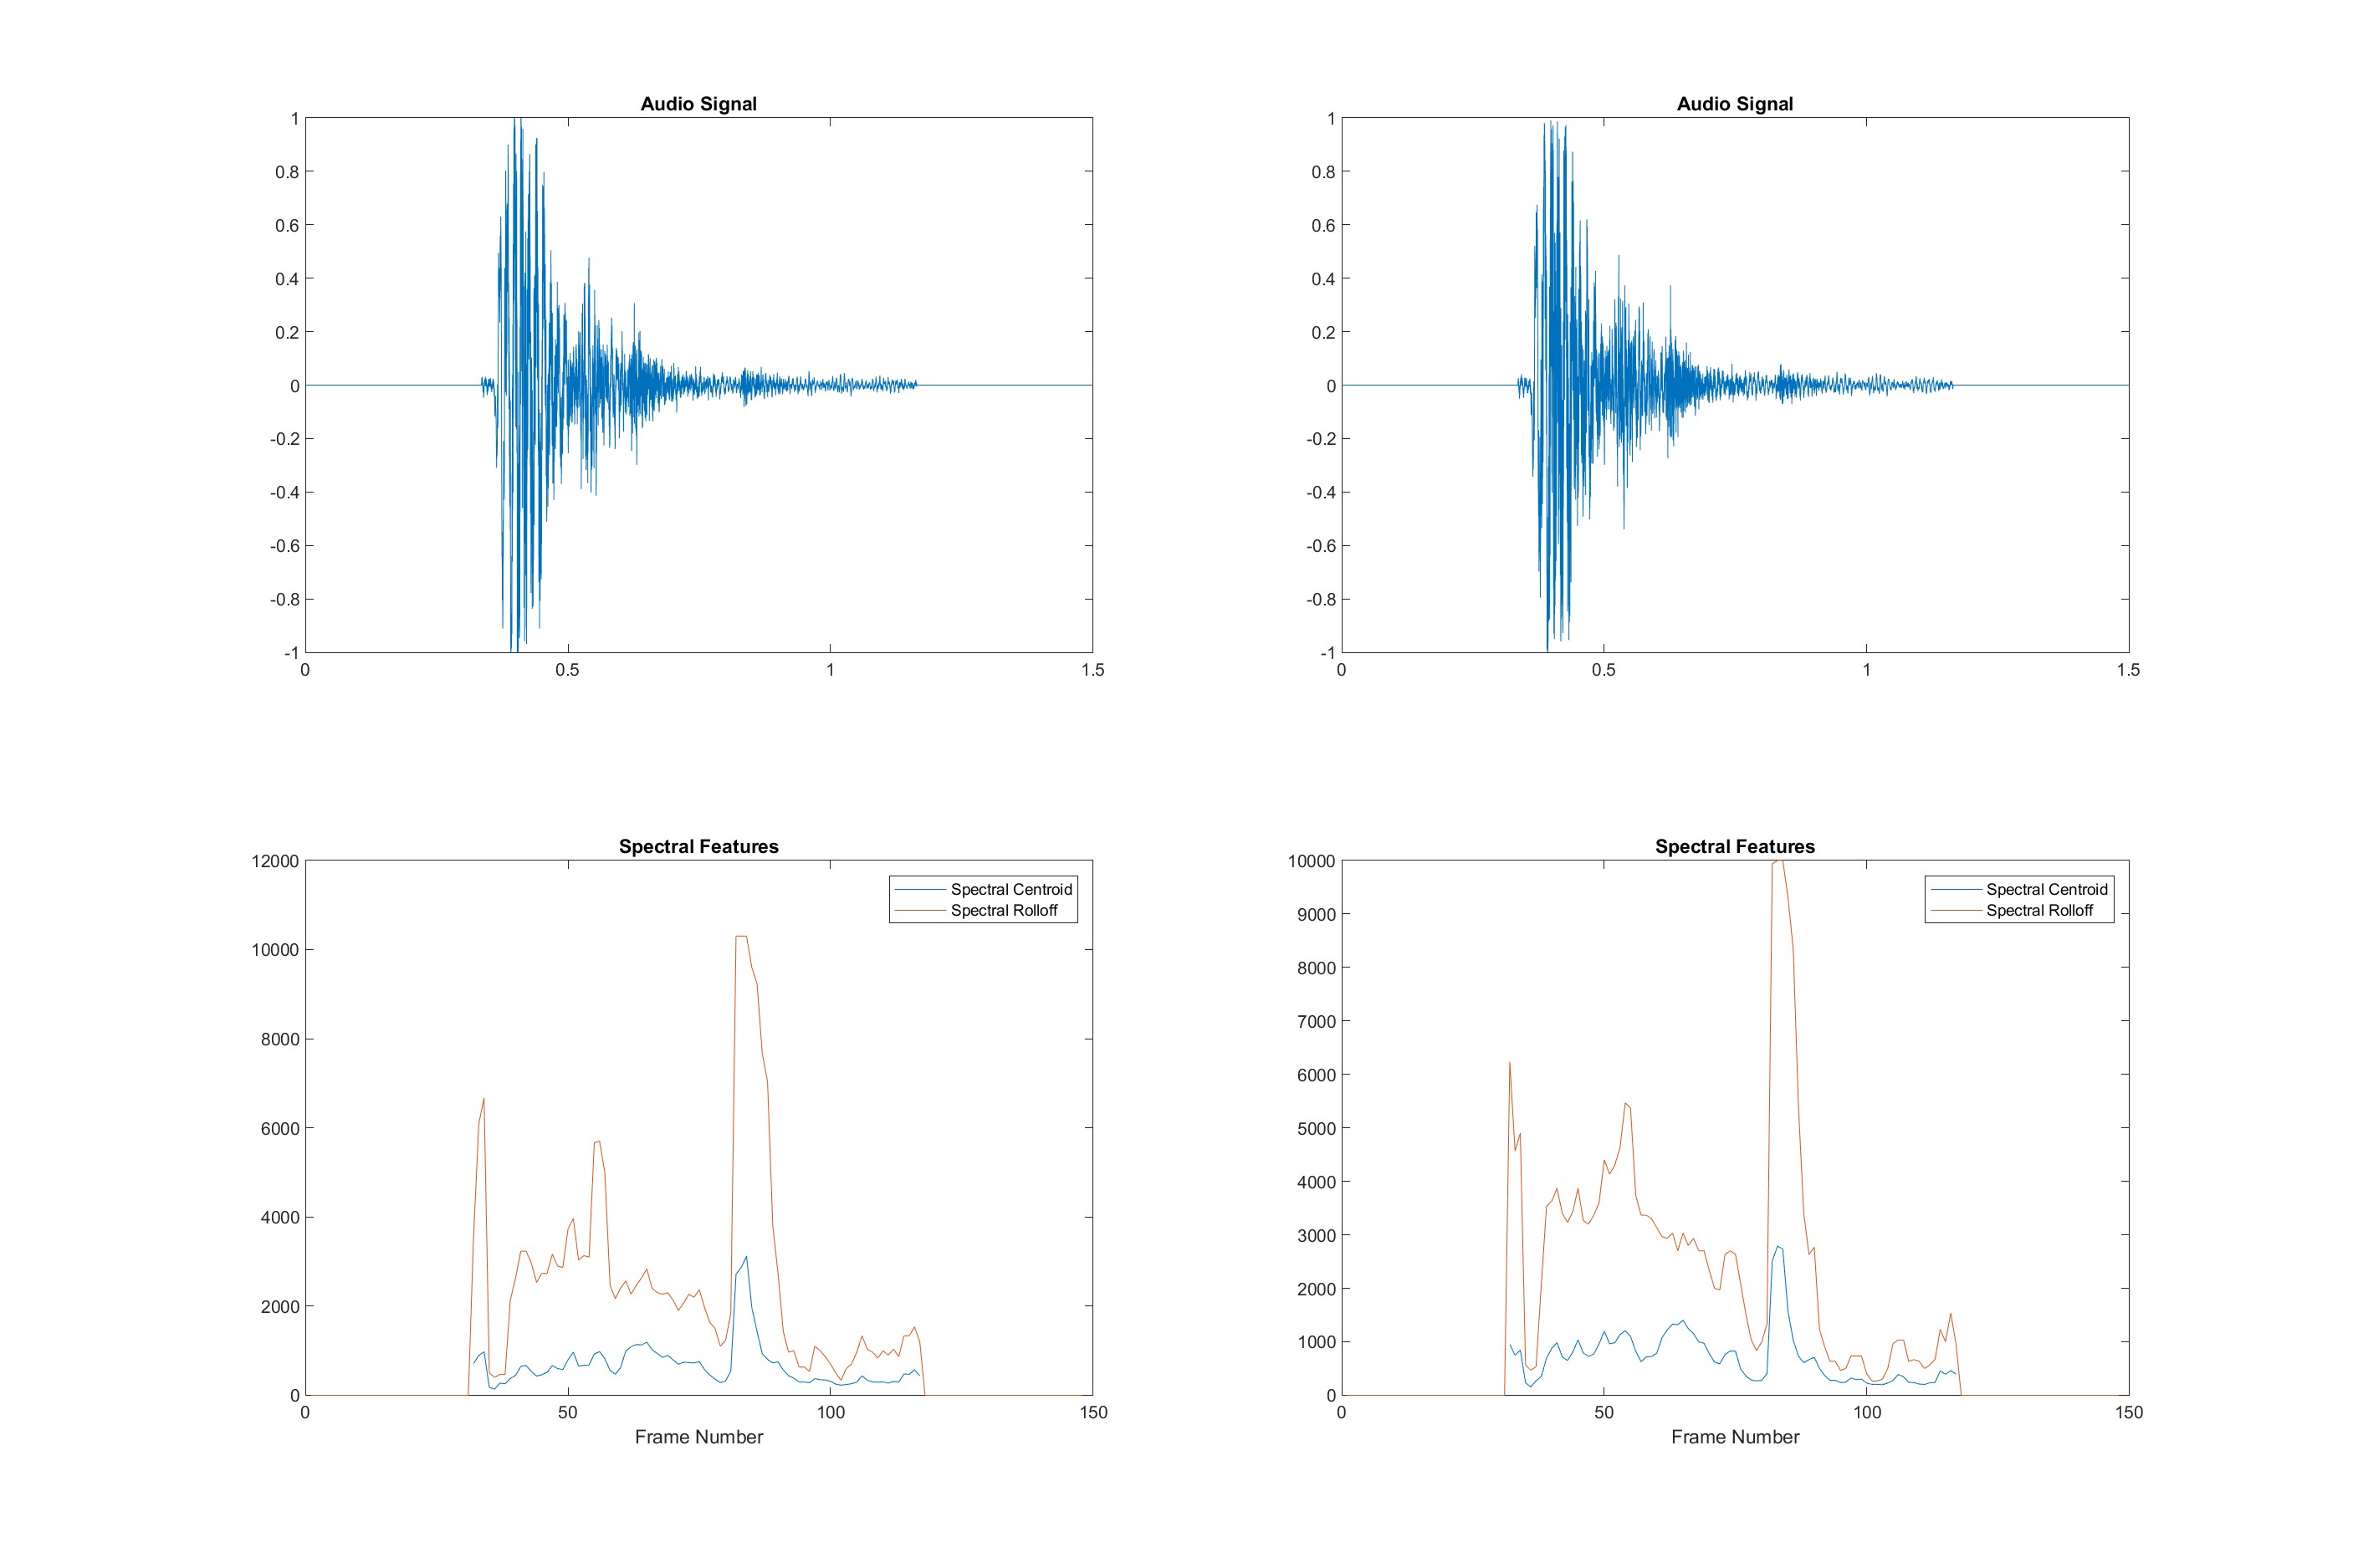 Audio Signal
1
0.8
0.6
0.4
0.2
0
-0.2
-0.4
-0.6
-0.8
-1
0 0.5 1 1.5
Audio Signal
1
0.8
0.6
0.4
0.2
0
-0.2
-0.4
-0.6
-0.8
-1
0 0.5 1 1.5
Spectral Features
12000
10000
8000
6000
4000
2000
0
Spectral Centroid
Spectral Rolloff
0 50 100 150
Frame Number
Spectral Features
10000
9000
8000
7000
6000
5000
4000
3000
2000
1000
0
Spectral Centroid
Spectral Rolloff
0 50 100 150
Frame Number